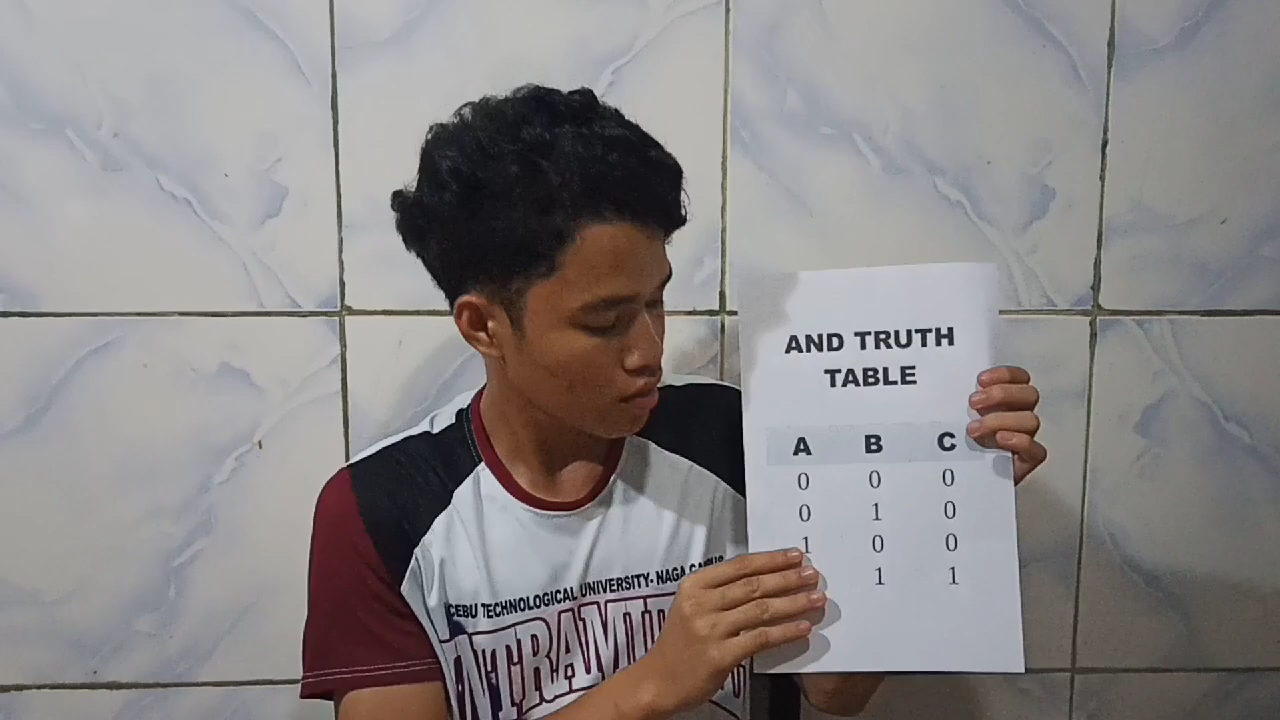 AND TRUTH
TABLE
A B C
0 0 0
0 1 0
1 0 0
1 1
CEBU TECHNOLOGICAL UNIVERSITY- NAGA